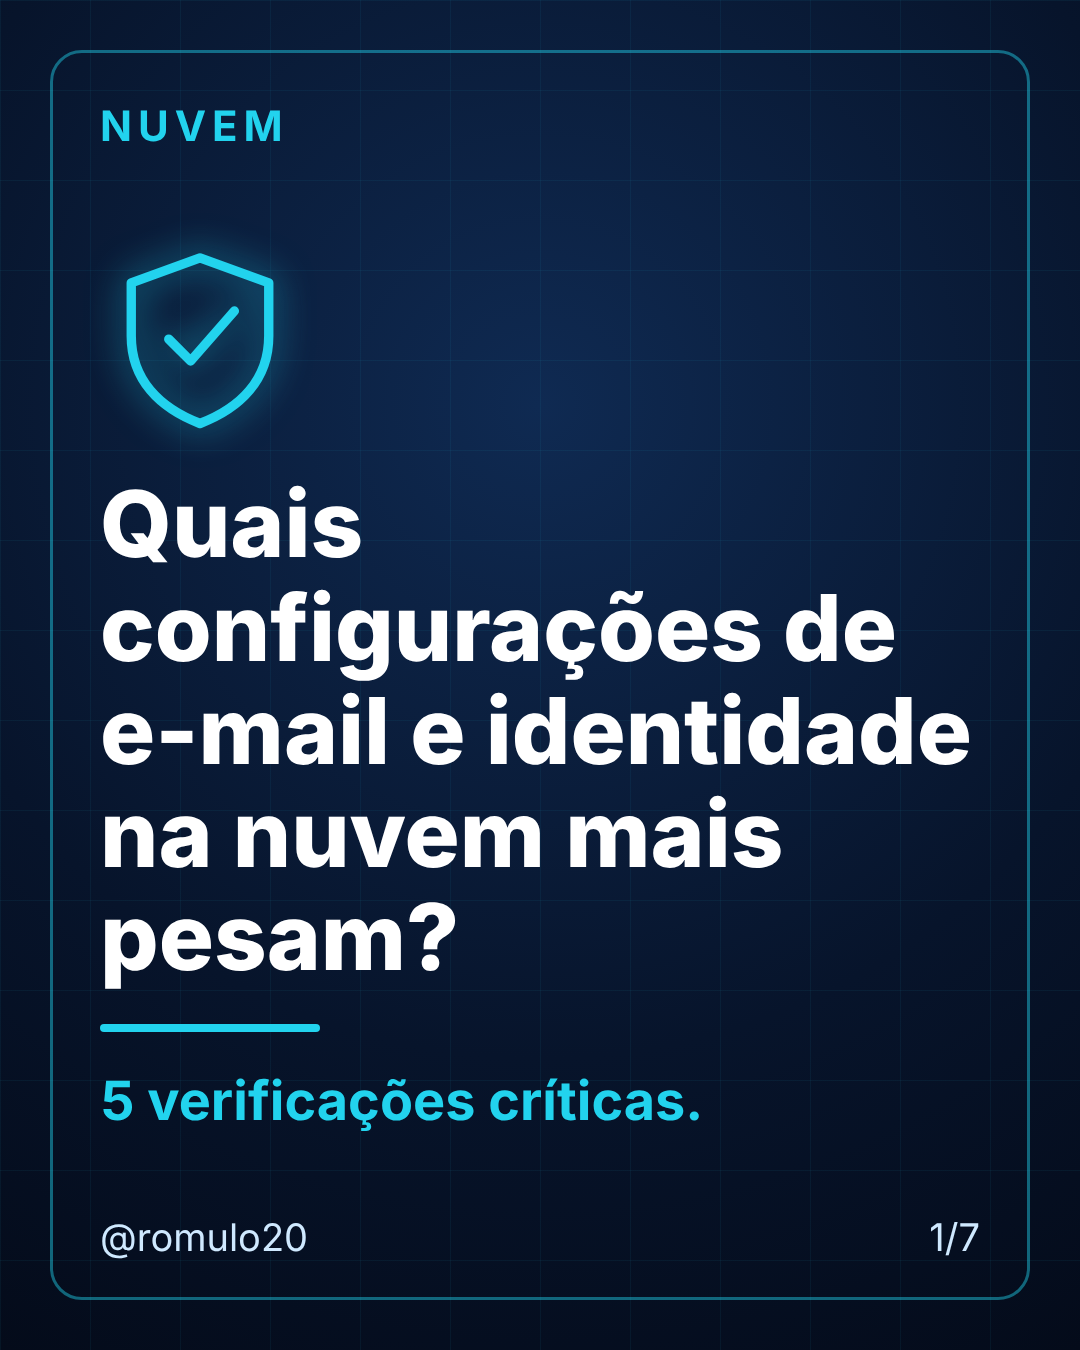 NUVEM
Quais
configurações de
e-mail e identidade
na nuvem mais
pesam?
5 verificações críticas.
@romulo20
1/7